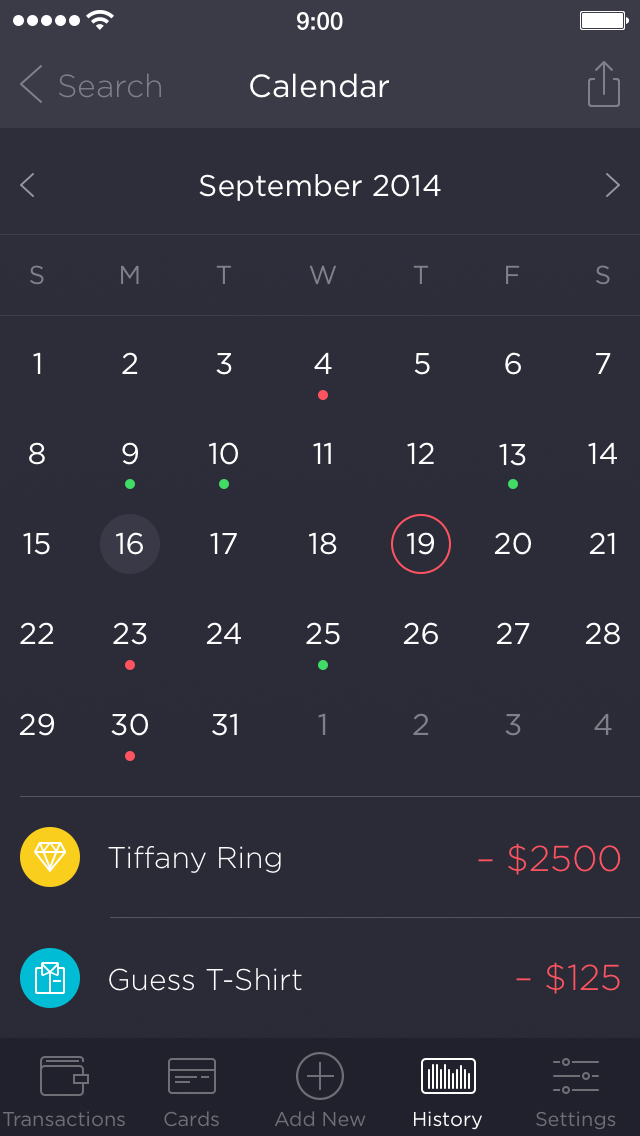 9:00
Search Calendar
September 2014
S M T W T F S
1 2 3 4 5 6 7
8 9 10 11 12 13 14
15 16 17 18 19 20 21
22 23 24 25 26 27 28
29 30 31 1 2 3 4
Tiffany Ring – $2500
Guess T-Shirt – $125
Transactions Cards Add New History Settings